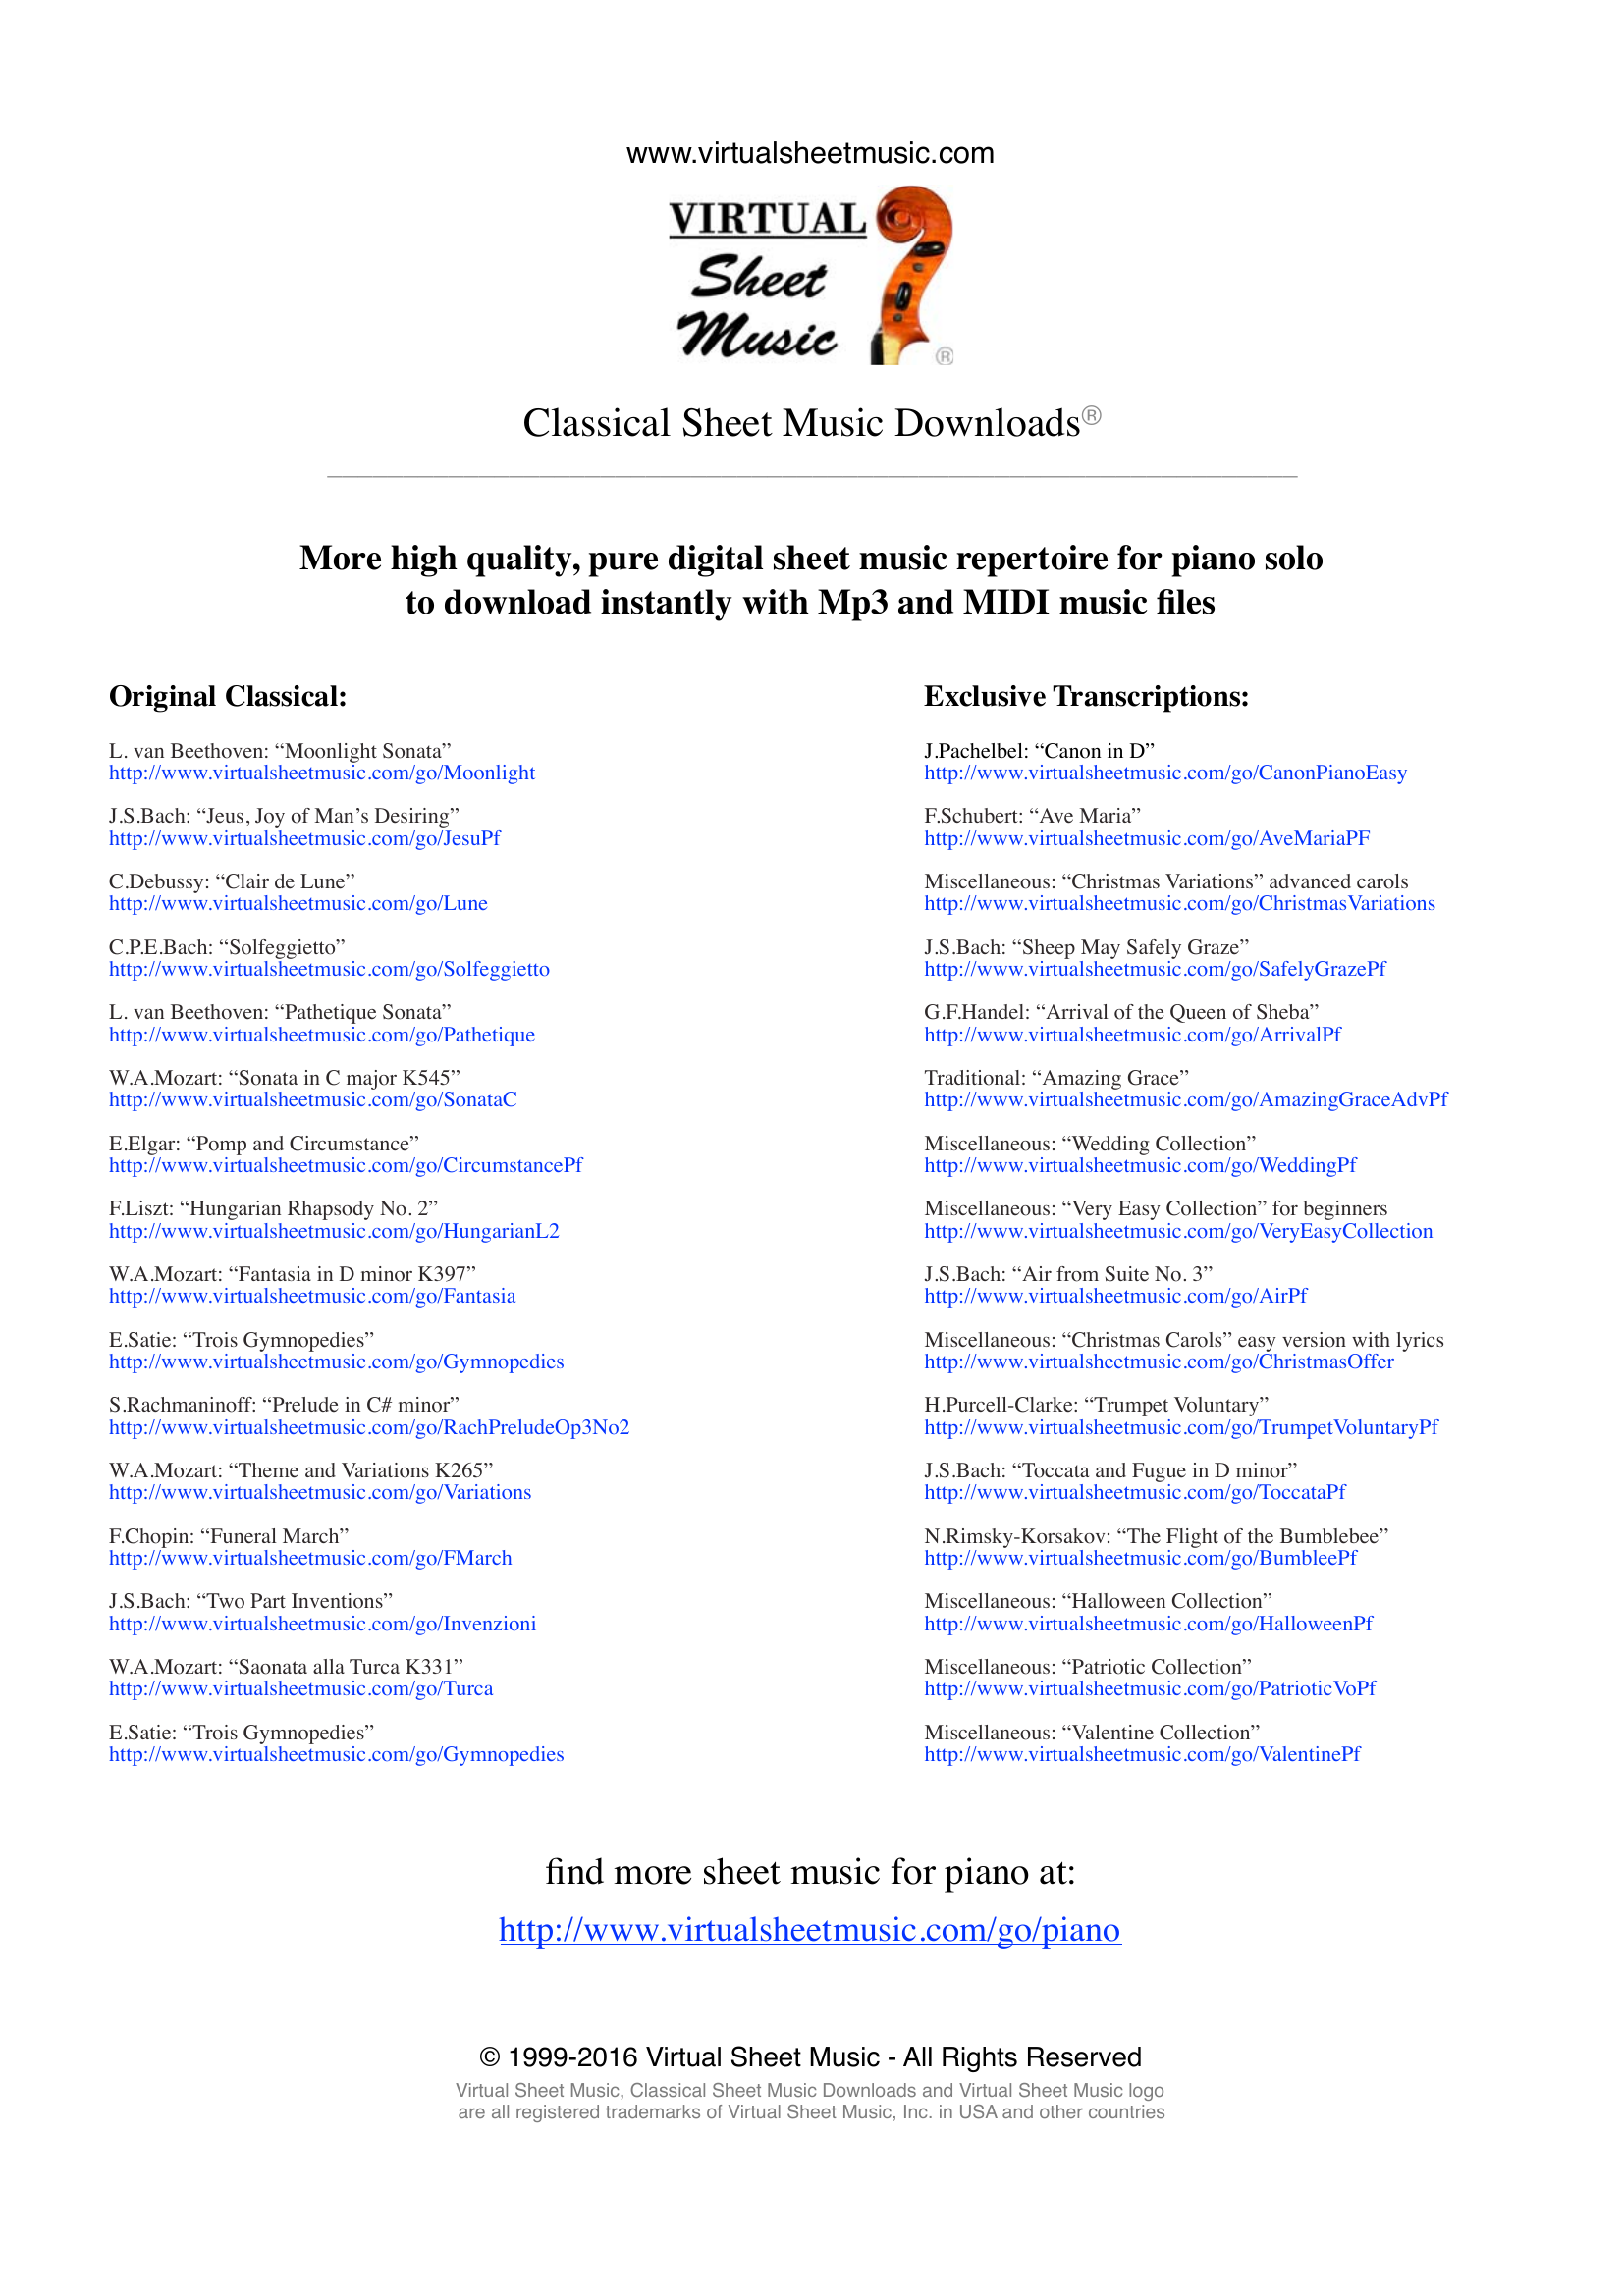 www.virtualsheetmusic.com
VIRTUAL
Sheet
Music
®
Classical Sheet Music Downloads®
More high quality, pure digital sheet music repertoire for piano solo
to download instantly with Mp3 and MIDI music files
Original Classical:
L. van Beethoven: “Moonlight Sonata”
http://www.virtualsheetmusic.com/go/Moonlight
J.S.Bach: “Jeus, Joy of Man’s Desiring”
http://www.virtualsheetmusic.com/go/JesuPf
C.Debussy: “Clair de Lune”
http://www.virtualsheetmusic.com/go/Lune
C.P.E.Bach: “Solfeggietto”
http://www.virtualsheetmusic.com/go/Solfeggietto
L. van Beethoven: “Pathetique Sonata”
http://www.virtualsheetmusic.com/go/Pathetique
W.A.Mozart: “Sonata in C major K545”
http://www.virtualsheetmusic.com/go/SonataC
E.Elgar: “Pomp and Circumstance”
http://www.virtualsheetmusic.com/go/CircumstancePf
F.Liszt: “Hungarian Rhapsody No. 2”
http://www.virtualsheetmusic.com/go/HungarianL2
W.A.Mozart: “Fantasia in D minor K397”
http://www.virtualsheetmusic.com/go/Fantasia
E.Satie: “Trois Gymnopedies”
http://www.virtualsheetmusic.com/go/Gymnopedies
S.Rachmaninoff: “Prelude in C# minor”
http://www.virtualsheetmusic.com/go/RachPreludeOp3No2
W.A.Mozart: “Theme and Variations K265”
http://www.virtualsheetmusic.com/go/Variations
F.Chopin: “Funeral March”
http://www.virtualsheetmusic.com/go/FMarch
J.S.Bach: “Two Part Inventions”
http://www.virtualsheetmusic.com/go/Invenzioni
W.A.Mozart: “Saonata alla Turca K331”
http://www.virtualsheetmusic.com/go/Turca
E.Satie: “Trois Gymnopedies”
http://www.virtualsheetmusic.com/go/Gymnopedies
Exclusive Transcriptions:
J.Pachelbel: “Canon in D”
http://www.virtualsheetmusic.com/go/CanonPianoEasy
F.Schubert: “Ave Maria”
http://www.virtualsheetmusic.com/go/AveMariaPF
Miscellaneous: “Christmas Variations” advanced carols
http://www.virtualsheetmusic.com/go/ChristmasVariations
J.S.Bach: “Sheep May Safely Graze”
http://www.virtualsheetmusic.com/go/SafelyGrazePf
G.F.Handel: “Arrival of the Queen of Sheba”
http://www.virtualsheetmusic.com/go/ArrivalPf
Traditional: “Amazing Grace”
http://www.virtualsheetmusic.com/go/AmazingGraceAdvPf
Miscellaneous: “Wedding Collection”
http://www.virtualsheetmusic.com/go/WeddingPf
Miscellaneous: “Very Easy Collection” for beginners
http://www.virtualsheetmusic.com/go/VeryEasyCollection
J.S.Bach: “Air from Suite No. 3”
http://www.virtualsheetmusic.com/go/AirPf
Miscellaneous: “Christmas Carols” easy version with lyrics
http://www.virtualsheetmusic.com/go/ChristmasOffer
H.Purcell-Clarke: “Trumpet Voluntary”
http://www.virtualsheetmusic.com/go/TrumpetVoluntaryPf
J.S.Bach: “Toccata and Fugue in D minor”
http://www.virtualsheetmusic.com/go/ToccataPf
N.Rimsky-Korsakov: “The Flight of the Bumblebee”
http://www.virtualsheetmusic.com/go/BumbleePf
Miscellaneous: “Halloween Collection”
http://www.virtualsheetmusic.com/go/HalloweenPf
Miscellaneous: “Patriotic Collection”
http://www.virtualsheetmusic.com/go/PatrioticVoPf
Miscellaneous: “Valentine Collection”
http://www.virtualsheetmusic.com/go/ValentinePf
find more sheet music for piano at:
http://www.virtualsheetmusic.com/go/piano
© 1999-2016 Virtual Sheet Music - All Rights Reserved
Virtual Sheet Music, Classical Sheet Music Downloads and Virtual Sheet Music logo
are all registered trademarks of Virtual Sheet Music, Inc. in USA and other countries